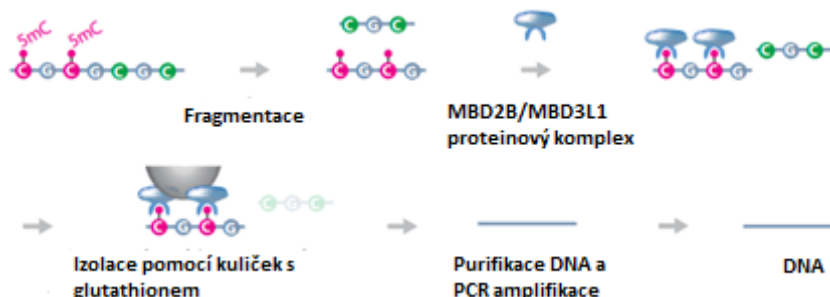 5mC 5mC
C G C G C G C
C G C
C G C G
C G C G
C G C
Fragmentace
MBD2B/MBD3L1
proteinový komplex
C G C G
C G C
Izolace pomocí kuliček s
glutathionem
Purifikace DNA a
PCR amplifikace
DNA